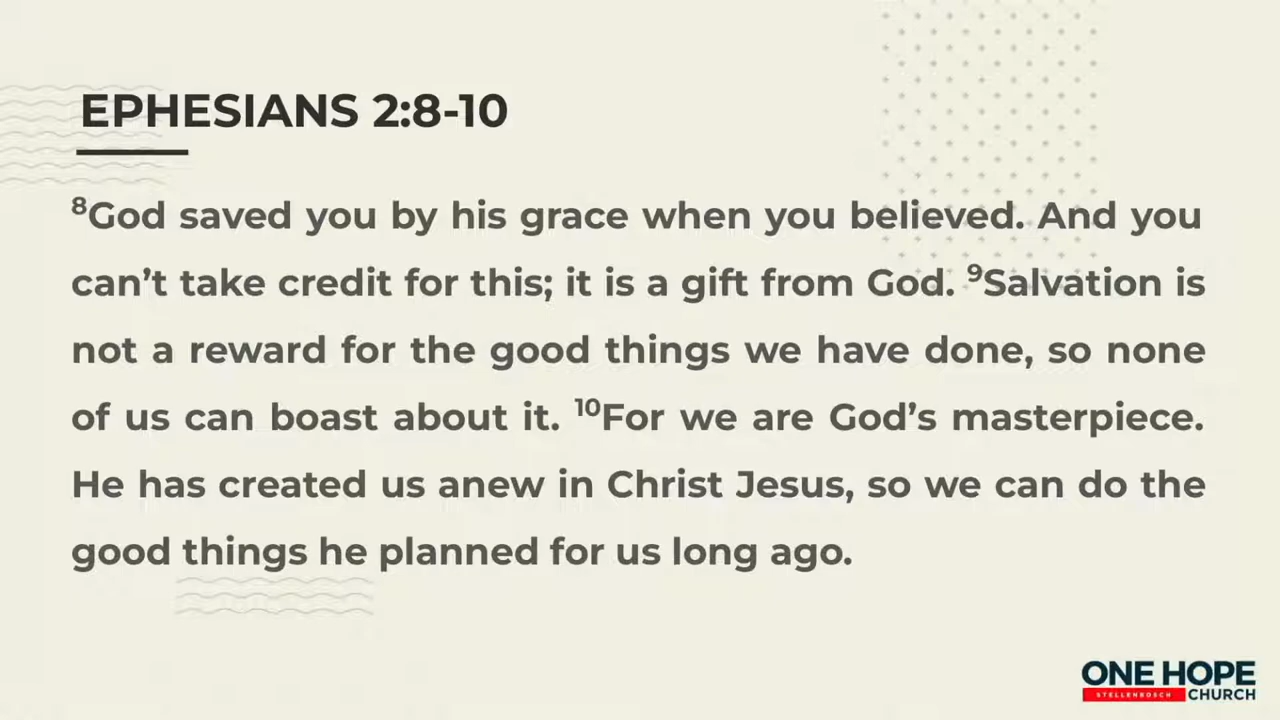 EPHESIANS 2:8-10
⁸God saved you by his grace when you believed. And you
can’t take credit for this; it is a gift from God. ⁹Salvation is
not a reward for the good things we have done, so none
of us can boast about it. ¹⁰For we are God’s masterpiece.
He has created us anew in Christ Jesus, so we can do the
good things he planned for us long ago.
ONE HOPE
STELLENBOSCH CHURCH